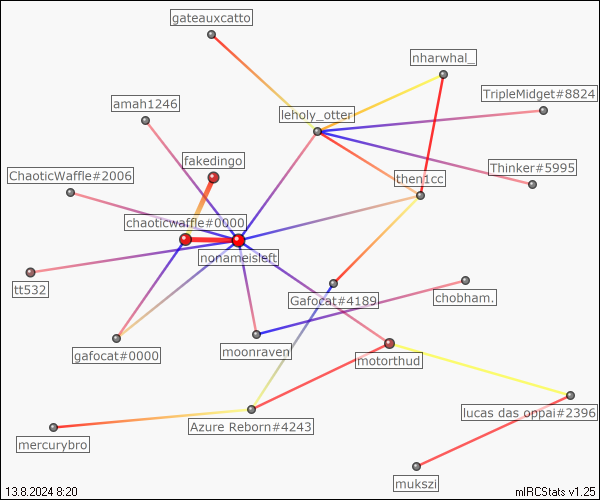 gateauxcatto
nharwhal_
TripleMidget#8824
amah1246
leholy_otter
fakedingo
ChaoticWaffle#2006
Thinker#5995
then1cc
chaoticwaffle#0000
nonameisleft
tt532
Gafocat#4189
chobham.
gafocat#0000
moonraven
motorthud
lucas das oppai#2396
Azure Reborn#4243
mercurybro
mukszi
13.8.2024 8:20
mIRCStats v1.25